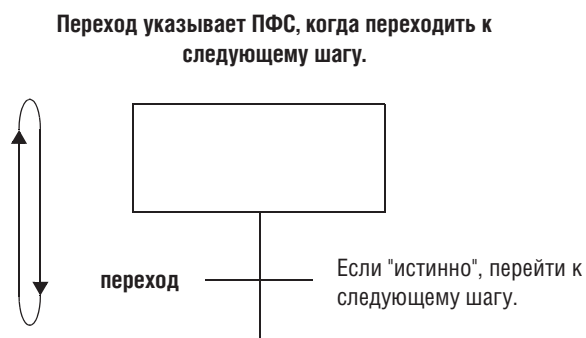 Переход указывает ПФС, когда переходить к
следующему шагу.
переход
Если "истинно", перейти к
следующему шагу.